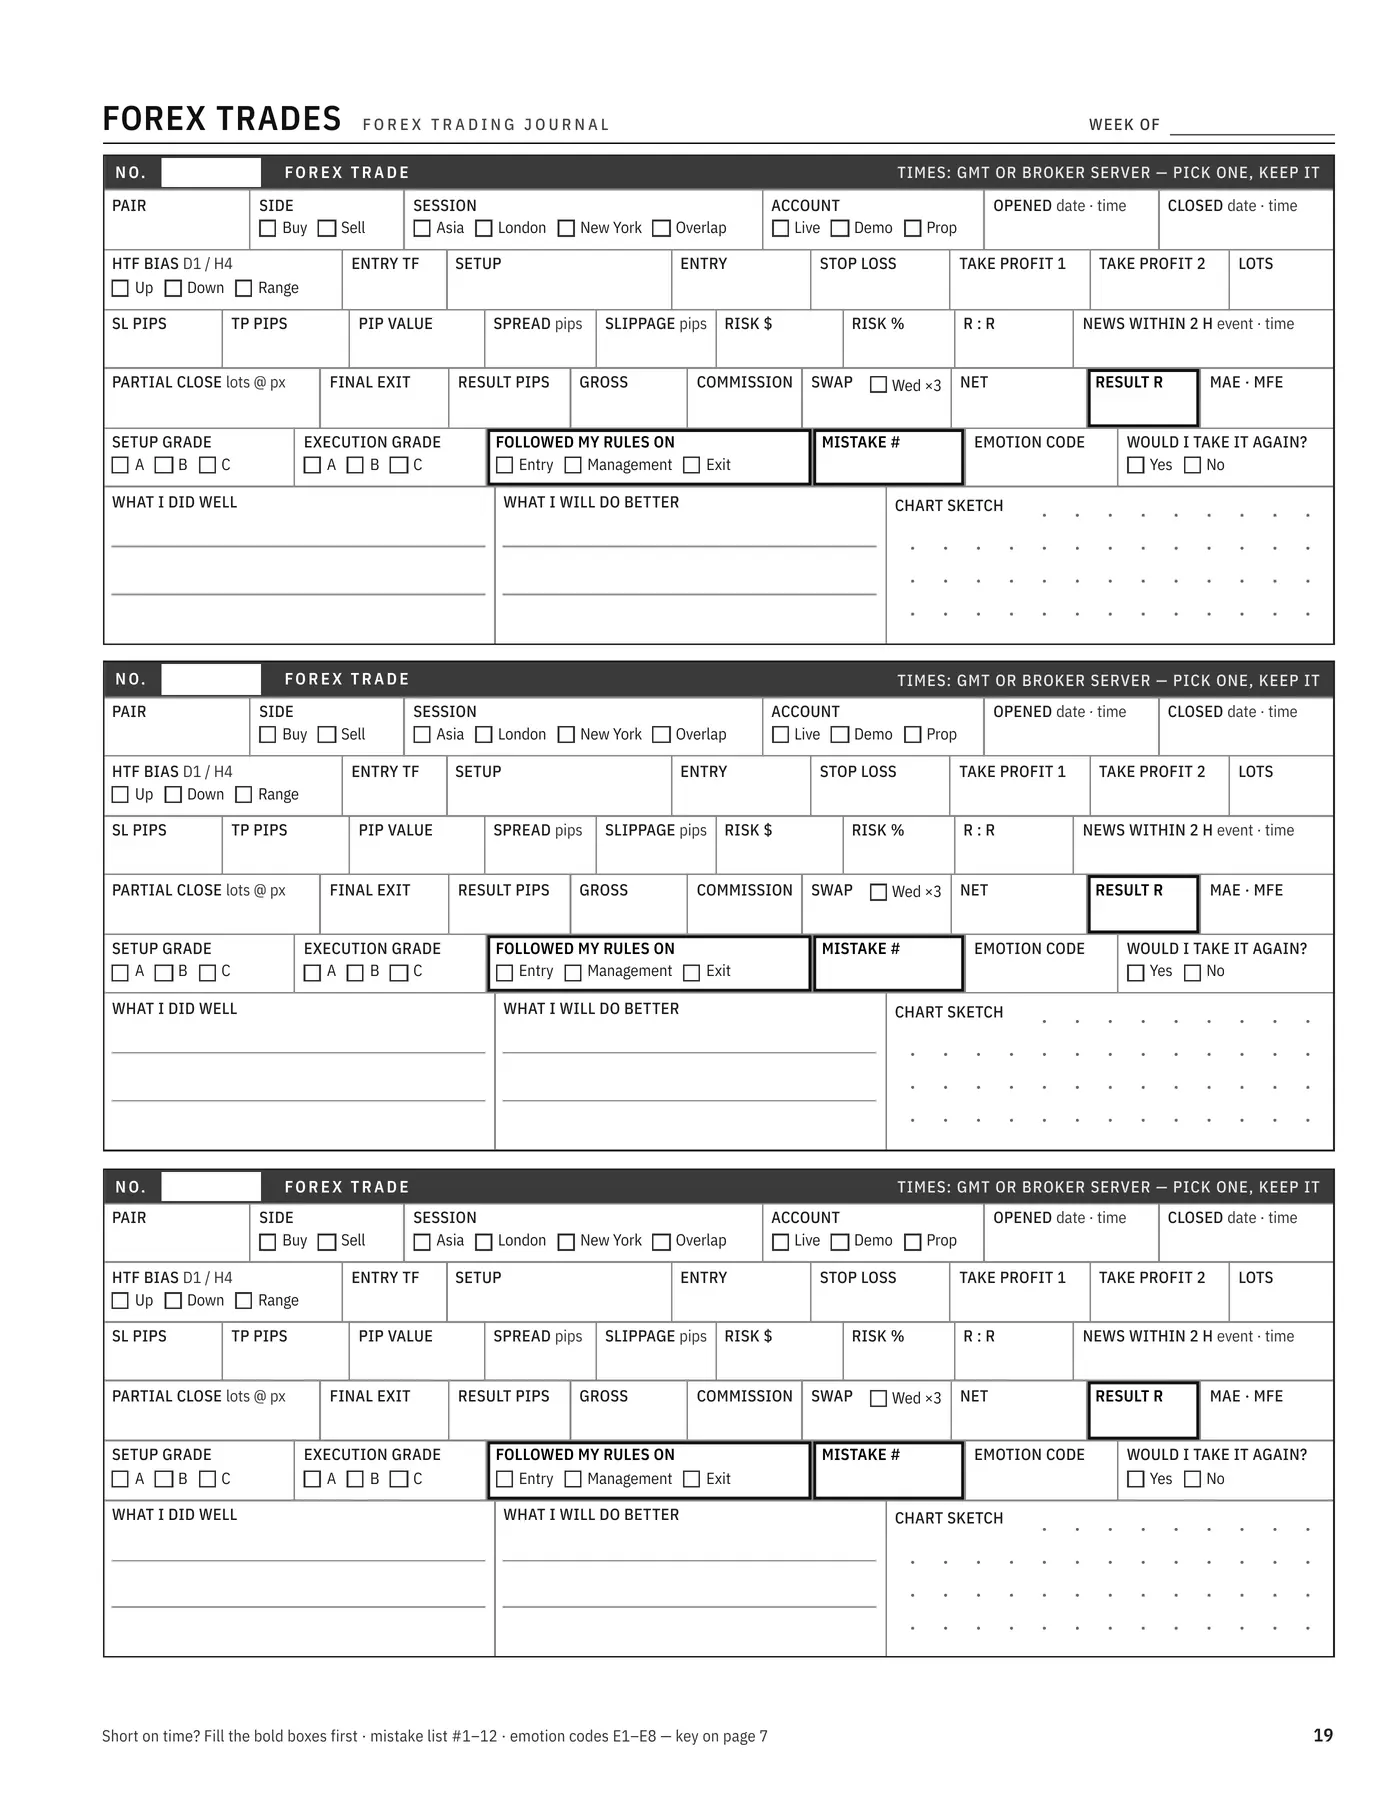 FOREX TRADES FOREX TRADING JOURNAL WEEK OF
NO. FOREX TRADE TIMES: GMT OR BROKER SERVER — PICK ONE, KEEP IT
PAIR SIDE SESSION ACCOUNT OPENED date · time CLOSED date · time
Buy Sell Asia London New York Overlap Live Demo Prop
HTF BIAS D1 / H4 ENTRY TF SETUP ENTRY STOP LOSS TAKE PROFIT 1 TAKE PROFIT 2 LOTS
Up Down Range
SL PIPS TP PIPS PIP VALUE SPREAD pips SLIPPAGE pips RISK $ RISK % R : R NEWS WITHIN 2 H event · time
PARTIAL CLOSE lots @ px FINAL EXIT RESULT PIPS GROSS COMMISSION SWAP Wed ×3 NET RESULT R MAE · MFE
SETUP GRADE EXECUTION GRADE FOLLOWED MY RULES ON MISTAKE # EMOTION CODE WOULD I TAKE IT AGAIN?
A B C A B C Entry Management Exit Yes No
WHAT I DID WELL WHAT I WILL DO BETTER CHART SKETCH
NO. FOREX TRADE TIMES: GMT OR BROKER SERVER — PICK ONE, KEEP IT
PAIR SIDE SESSION ACCOUNT OPENED date · time CLOSED date · time
Buy Sell Asia London New York Overlap Live Demo Prop
HTF BIAS D1 / H4 ENTRY TF SETUP ENTRY STOP LOSS TAKE PROFIT 1 TAKE PROFIT 2 LOTS
Up Down Range
SL PIPS TP PIPS PIP VALUE SPREAD pips SLIPPAGE pips RISK $ RISK % R : R NEWS WITHIN 2 H event · time
PARTIAL CLOSE lots @ px FINAL EXIT RESULT PIPS GROSS COMMISSION SWAP Wed ×3 NET RESULT R MAE · MFE
SETUP GRADE EXECUTION GRADE FOLLOWED MY RULES ON MISTAKE # EMOTION CODE WOULD I TAKE IT AGAIN?
A B C A B C Entry Management Exit Yes No
WHAT I DID WELL WHAT I WILL DO BETTER CHART SKETCH
NO. FOREX TRADE TIMES: GMT OR BROKER SERVER — PICK ONE, KEEP IT
PAIR SIDE SESSION ACCOUNT OPENED date · time CLOSED date · time
Buy Sell Asia London New York Overlap Live Demo Prop
HTF BIAS D1 / H4 ENTRY TF SETUP ENTRY STOP LOSS TAKE PROFIT 1 TAKE PROFIT 2 LOTS
Up Down Range
SL PIPS TP PIPS PIP VALUE SPREAD pips SLIPPAGE pips RISK $ RISK % R : R NEWS WITHIN 2 H event · time
PARTIAL CLOSE lots @ px FINAL EXIT RESULT PIPS GROSS COMMISSION SWAP Wed ×3 NET RESULT R MAE · MFE
SETUP GRADE EXECUTION GRADE FOLLOWED MY RULES ON MISTAKE # EMOTION CODE WOULD I TAKE IT AGAIN?
A B C A B C Entry Management Exit Yes No
WHAT I DID WELL WHAT I WILL DO BETTER CHART SKETCH
Short on time? Fill the bold boxes first · mistake list #1–12 · emotion codes E1–E8 — key on page 7 19